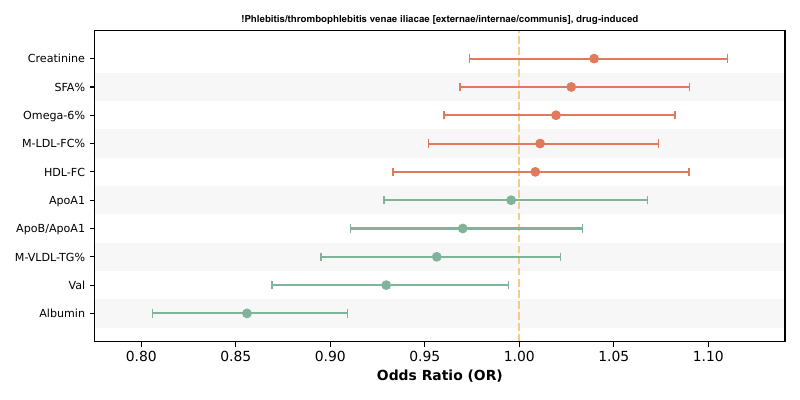 !Phlebitis/thrombophlebitis venae iliacae [externae/internae/communis], drug-induced
Creatinine
SFA%
Omega-6%
M-LDL-FC%
HDL-FC
ApoA1
ApoB/ApoA1
M-VLDL-TG%
Val
Albumin
0.80 0.85 0.90 0.95 1.00 1.05 1.10
Odds Ratio (OR)